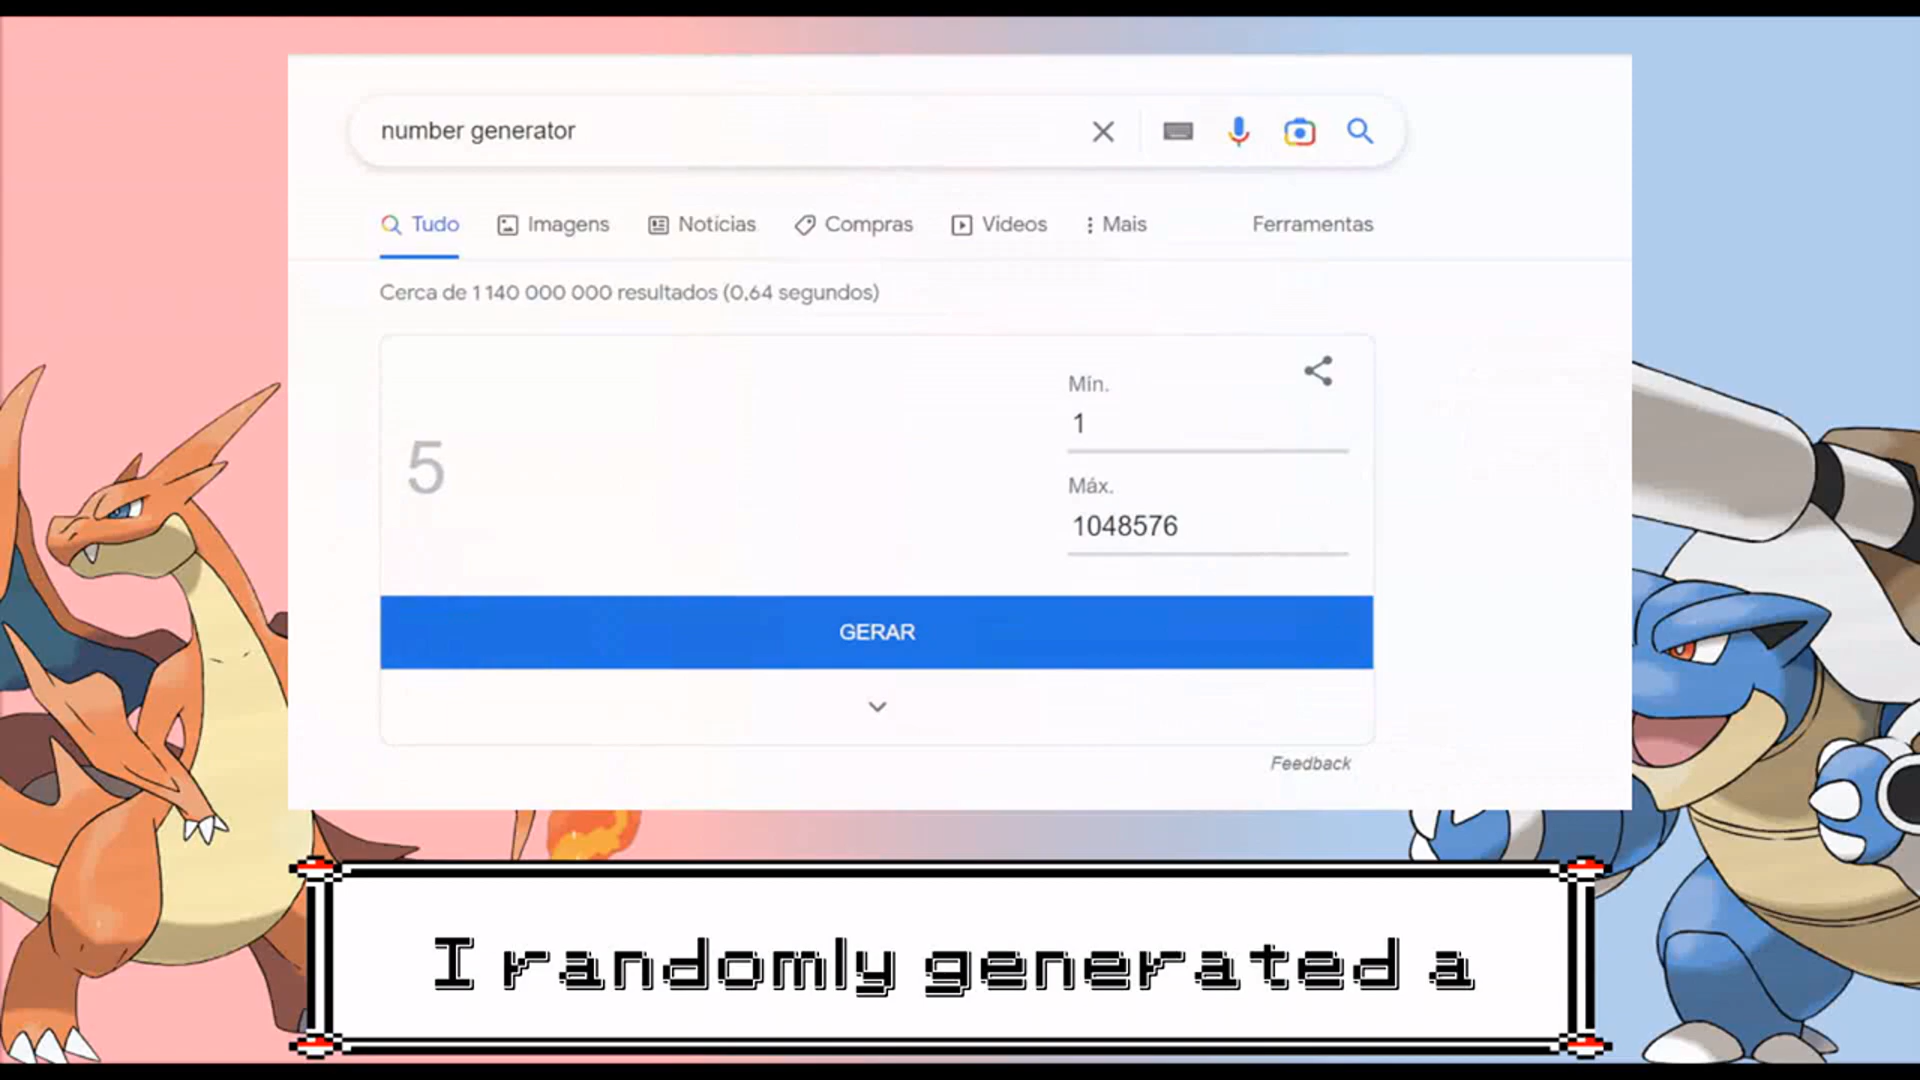 number generator
Tudo
Imagens
Notícias
Compras
Vídeos
Mais
Ferramentas
Cerca de 1 140 000 000 resultados (0,64 segundos)
Mín.
1
5
Máx.
1048576
GERAR
Feedback
I randomly generated a